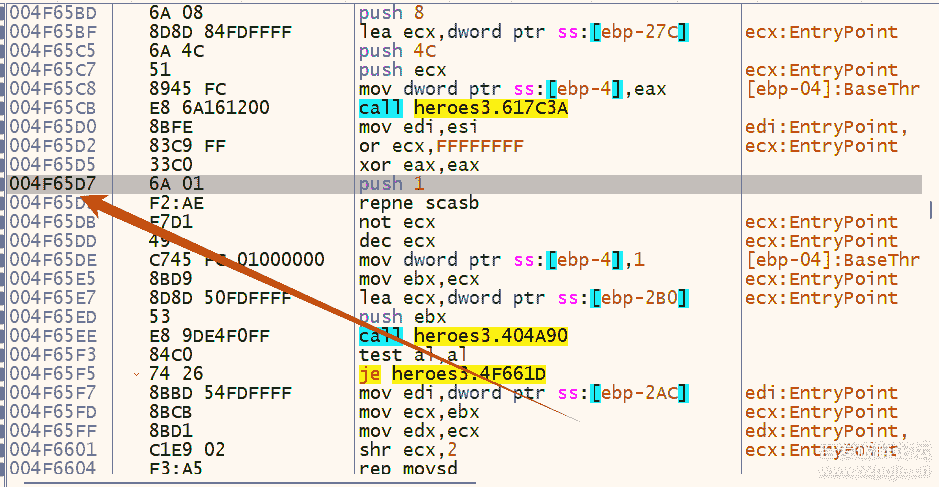 004F65BD 6A 08 push 8
004F65BF 8D8D 84FDFFFF lea ecx,dword ptr ss:[ebp-27C] ecx:EntryPoint
004F65C5 6A 4C push 4C
004F65C7 51 push ecx ecx:EntryPoint
004F65C8 8945 FC mov dword ptr ss:[ebp-4],eax [ebp-04]:BaseThr
004F65CB E8 6A161200 call heroes3.617C3A
004F65D0 8BFE mov edi,esi edi:EntryPoint,
004F65D2 83C9 FF or ecx,FFFFFFFF ecx:EntryPoint
004F65D5 33C0 xor eax,eax
004F65D7 6A 01 push 1
F2:AE repne scasb
004F65DB F7D1 not ecx ecx:EntryPoint
004F65DD 49 dec ecx ecx:EntryPoint
004F65DE C745 FC 01000000 mov dword ptr ss:[ebp-4],1 [ebp-04]:BaseThr
004F65E5 8BD9 mov ebx,ecx ecx:EntryPoint
004F65E7 8D8D 50FDFFFF lea ecx,dword ptr ss:[ebp-2B0] ecx:EntryPoint
004F65ED 53 push ebx
004F65EE E8 9DE4F0FF call heroes3.404A90
004F65F3 84C0 test al,al
004F65F5 74 26 je heroes3.4F661D
004F65F7 8BBD 54FDFFFF mov edi,dword ptr ss:[ebp-2AC] edi:EntryPoint
004F65FD 8BCB mov ecx,ebx ecx:EntryPoint
004F65FF 8BD1 mov edx,ecx edx:EntryPoint,
004F6601 C1E9 02 shr ecx,2 ecx:EntryPoint
004F6604 F3:A5 rep movsd